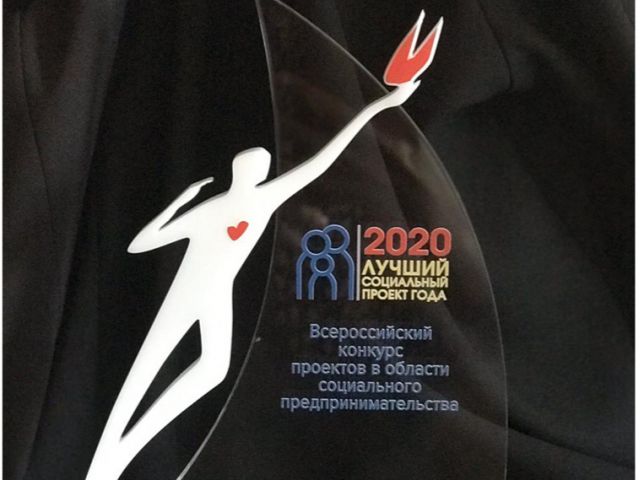 2020
ЛУЧШИЙ
СОЦИАЛЬНЫЙ
ПРОЕКТ ГОДА
Всероссийский
конкурс
проектов в области
социального
предпринимательства